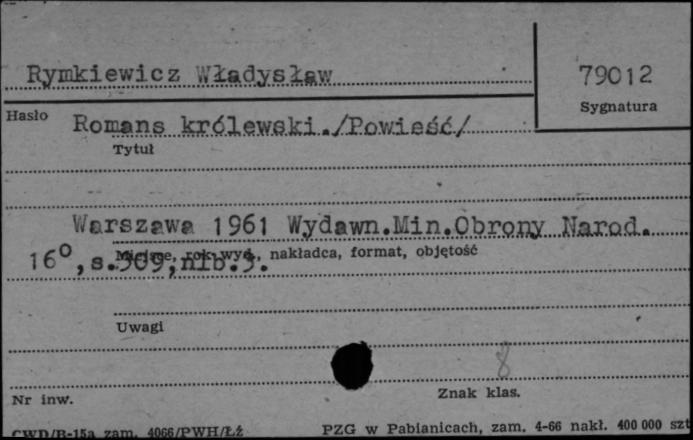 Rymkiewicz Władysław
79012
Sygnatura
Hasło
Romans królewski./Powieść/
Tytuł
Warszawa 1961 Wydawn.Min.Obrony Narod.
Miejsce, rok wyd., nakładca, format, objętość
16°, s.309,nlb.3.
Uwagi
8
Nr inw.
Znak klas.
CWD/B-15a zam. 4066/PWH/Łź
PZG w Pabianicach, zam. 4-66 nakł. 400 000 szt